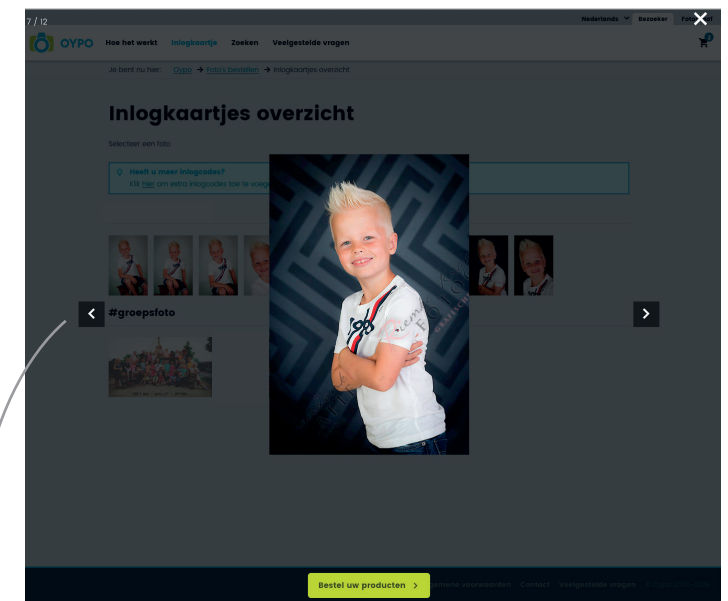 7 / 12
Nederlands Bezoeker
OYPO Hoe het werkt Inlogkaartje Zoeken Veelgestelde vragen
Je bent nu hier: Oypo → Foto's bestellen → Inlogkaartjes overzicht
Inlogkaartjes overzicht
Selecteer een foto
Heeft u meer inlogcodes?
Klik hier om extra inlogcodes toe te voege
#groepsfoto
Bestel uw producten
Contact Veelgestelde vragen